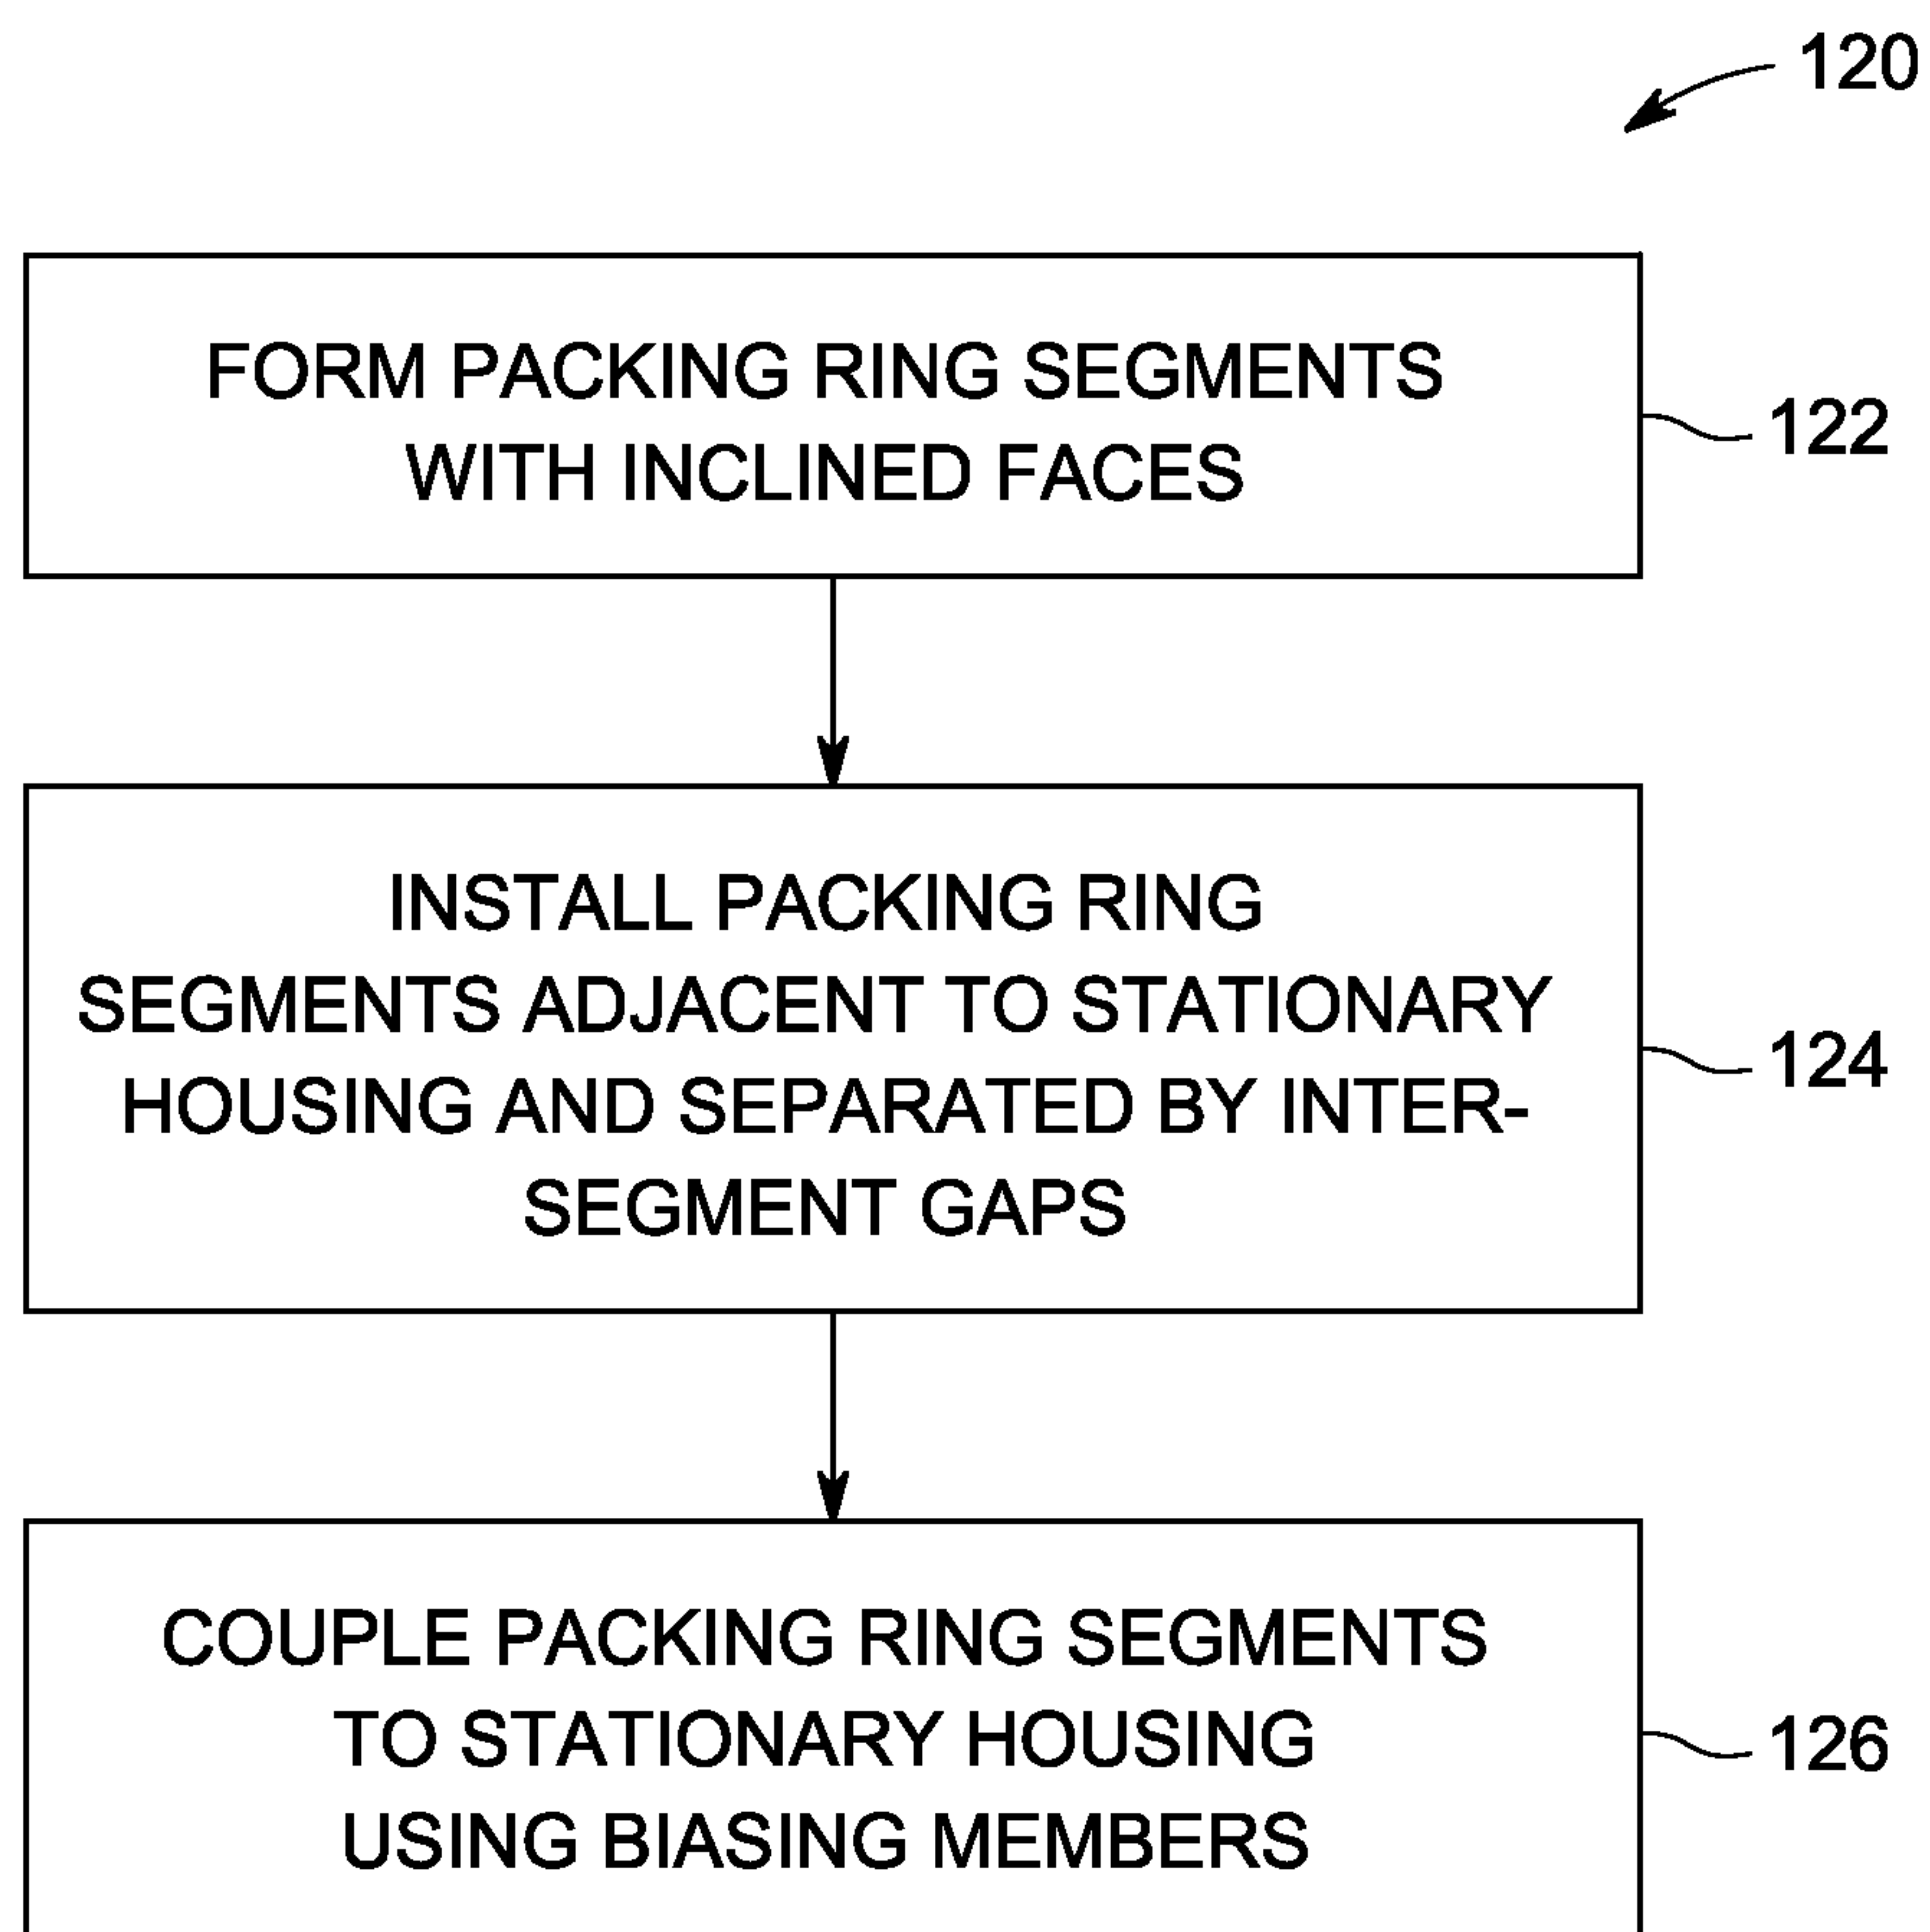 120
FORM PACKING RING SEGMENTS
WITH INCLINED FACES
122
INSTALL PACKING RING
SEGMENTS ADJACENT TO STATIONARY
HOUSING AND SEPARATED BY INTER-
SEGMENT GAPS
124
COUPLE PACKING RING SEGMENTS
TO STATIONARY HOUSING
USING BIASING MEMBERS
126